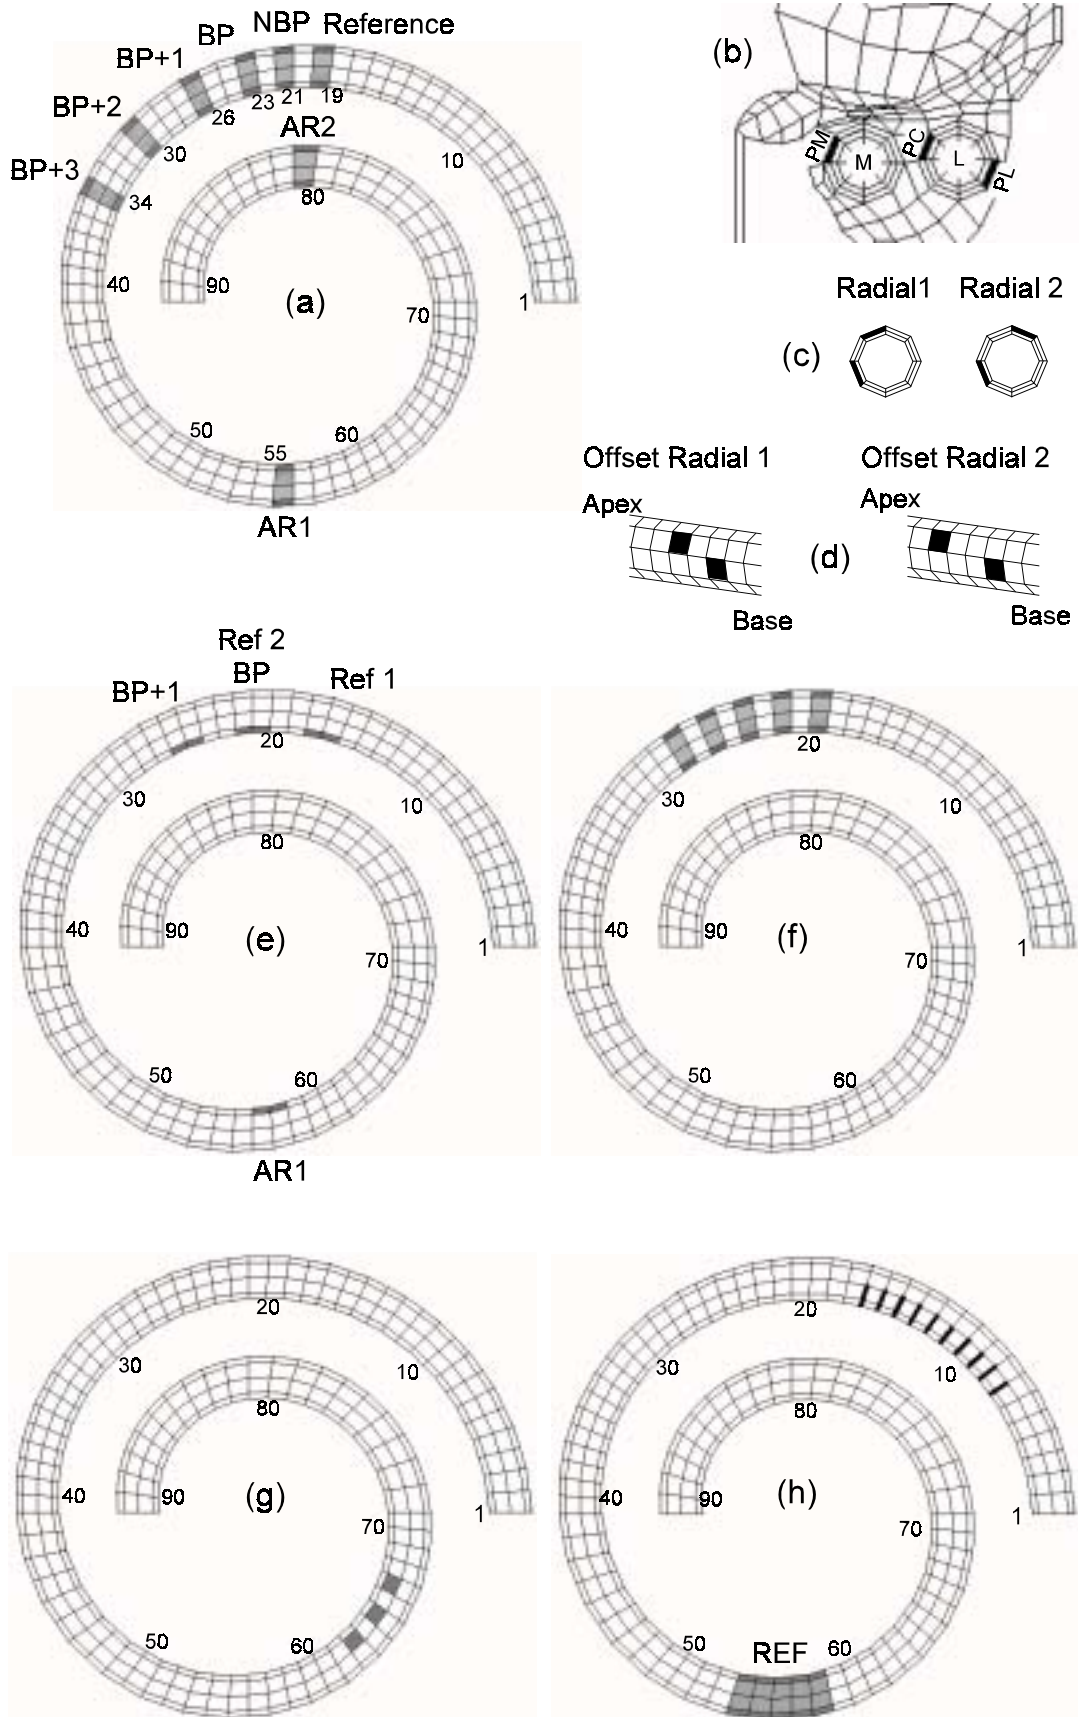 NBP Reference
BP
BP+1
BP+2
BP+3
26 23 21 19
AR2
30
10
34
80
40 90 (a) 1
70
50 60
55
AR1
(b)
PM M PC L PL
Radial1 Radial 2
(c)
Offset Radial 1 Offset Radial 2
Apex Apex
(d)
Base Base
Ref 2
BP
BP+1 Ref 1
20
30 10
80
40 90 (e) 1
70
50 60
AR1
20
30 10
80
40 90 (f) 1
70
50 60
20
30 10
80
40 90 (g) 1
70
50 60
20
30 10
80
40 90 (h) 1
70
50 REF 60